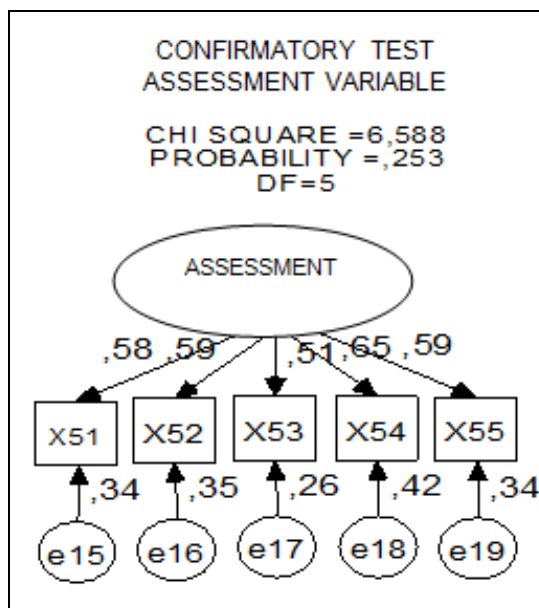 CONFIRMATORY TEST
ASSESSMENT VARIABLE
CHI SQUARE =6,588
PROBABILITY =,253
DF=5
ASSESSMENT
,58 ,59 ,51 ,65 ,59
X51 X52 X53 X54 X55
,34 ,35 ,26 ,42 ,34
e15 e16 e17 e18 e19